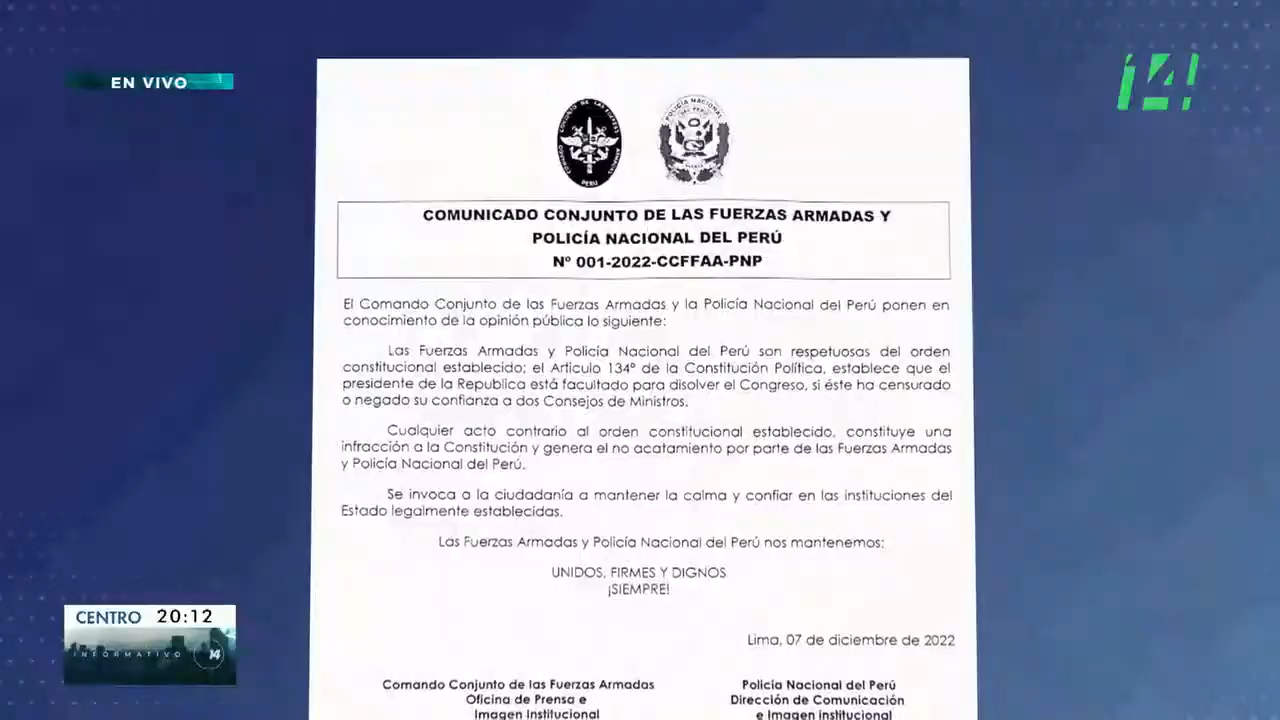 EN VIVO
14!
COMUNICADO CONJUNTO DE LAS FUERZAS ARMADAS Y
POLICÍA NACIONAL DEL PERÚ
Nº 001-2022-CCFFAA-PNP
El Comando Conjunto de las Fuerzas Armadas y la Policía Nacional del Perú ponen en
conocimiento de la opinión pública lo siguiente:
Las Fuerzas Armadas y Policía Nacional del Perú son respetuosas del orden
constitucional establecido; el Articulo 134º de la Constitución Política, establece que el
presidente de la Republica está facultado para disolver el Congreso, si éste ha censurado
o negado su confianza a dos Consejos de Ministros.
Cualquier acto contrario al orden constitucional establecido, constituye una
infracción a la Constitución y genera el no acatamiento por parte de las Fuerzas Armadas
y Policía Nacional del Perú.
Se invoca a la ciudadanía a mantener la calma y confiar en las instituciones del
Estado legalmente establecidas.
Las Fuerzas Armadas y Policía Nacional del Perú nos mantenemos:
UNIDOS, FIRMES Y DIGNOS
¡SIEMPRE!
Lima, 07 de diciembre de 2022
Comando Conjunto de las Fuerzas Armadas
Oficina de Prensa e
Imagen Institucional
Policía Nacional del Perú
Dirección de Comunicación
e Imagen institucional
CENTRO 20:12
INFORMATIVO 14